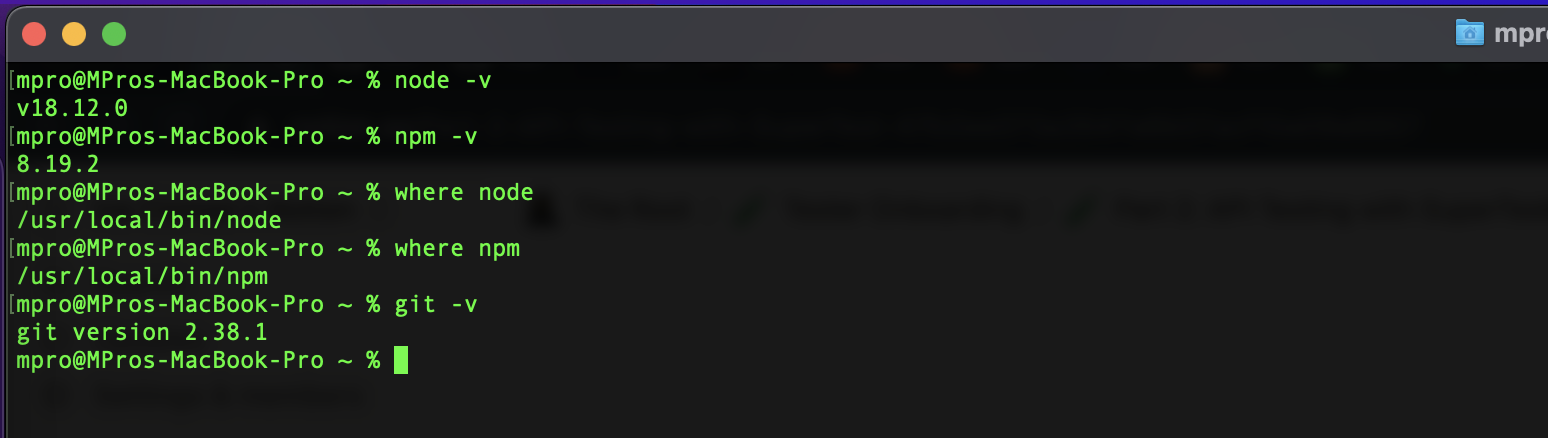 mpro
[mpro@MPros-MacBook-Pro ~ % node -v
v18.12.0
[mpro@MPros-MacBook-Pro ~ % npm -v
8.19.2
[mpro@MPros-MacBook-Pro ~ % where node
/usr/local/bin/node
[mpro@MPros-MacBook-Pro ~ % where npm
/usr/local/bin/npm
[mpro@MPros-MacBook-Pro ~ % git -v
git version 2.38.1
mpro@MPros-MacBook-Pro ~ %